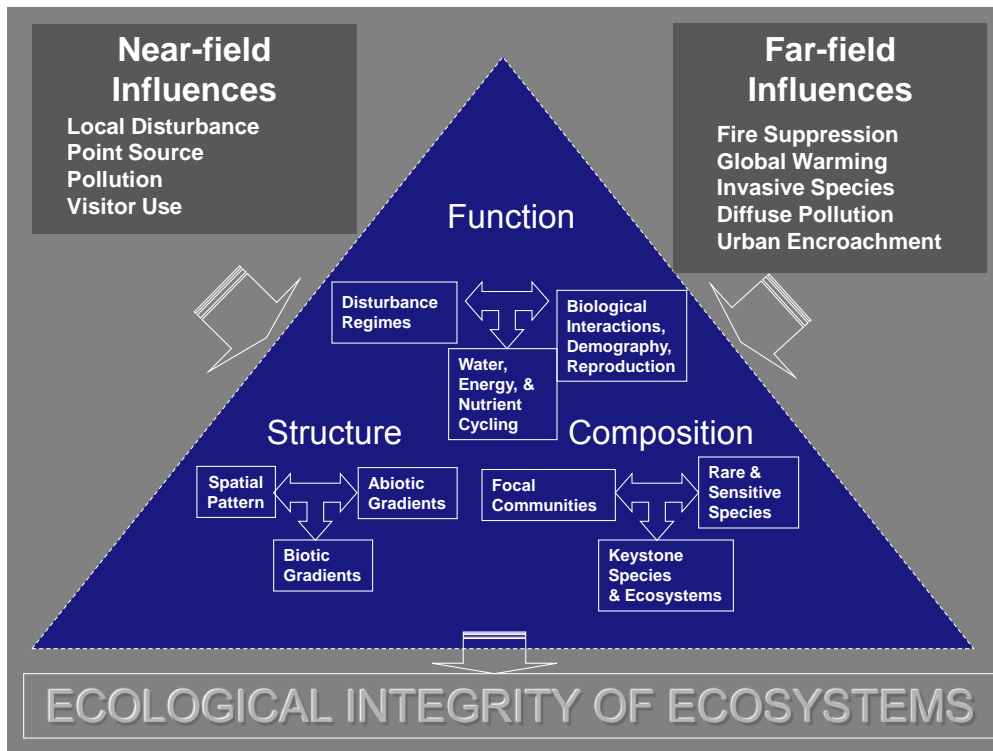 Near-field
Influences
Local Disturbance
Point Source
Pollution
Visitor Use
Far-field
Influences
Fire Suppression
Global Warming
Invasive Species
Diffuse Pollution
Urban Encroachment
Function
Disturbance
Regimes
Biological
Interactions,
Demography,
Reproduction
Water,
Energy, &
Nutrient
Cycling
Structure
Spatial
Pattern
Abiotic
Gradients
Biotic
Gradients
Composition
Focal
Communities
Rare &
Sensitive
Species
Keystone
Species
& Ecosystems
ECOLOGICAL INTEGRITY OF ECOSYSTEMS